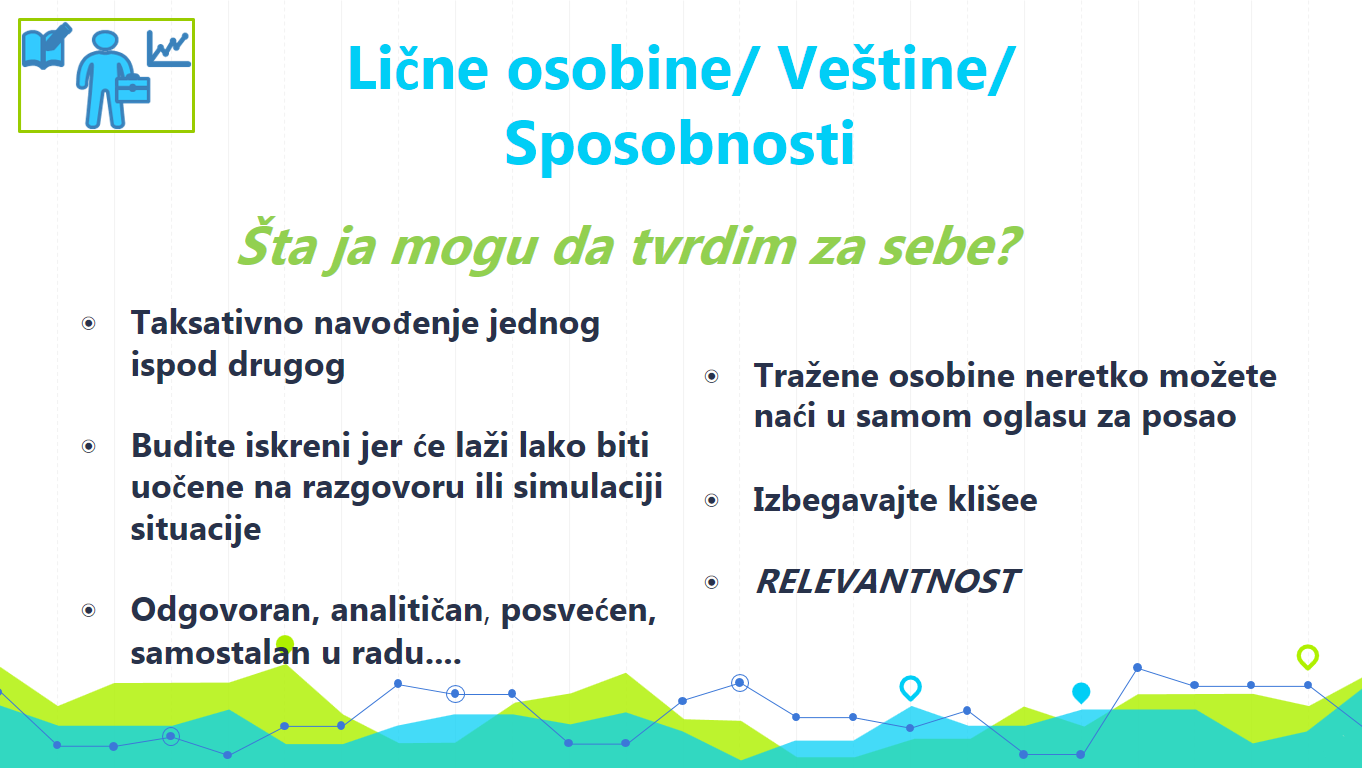 Lične osobine/ Veštine/
Sposobnosti
Šta ja mogu da tvrdim za sebe?
Taksativno navođenje jednog
ispod drugog
Budite iskreni jer će laži lako biti
uočene na razgovoru ili simulaciji
situacije
Odgovoran, analitičan, posvećen,
samostalan u radu....
Tražene osobine neretko možete
naći u samom oglasu za posao
Izbegavajte klišee
RELEVANTNOST